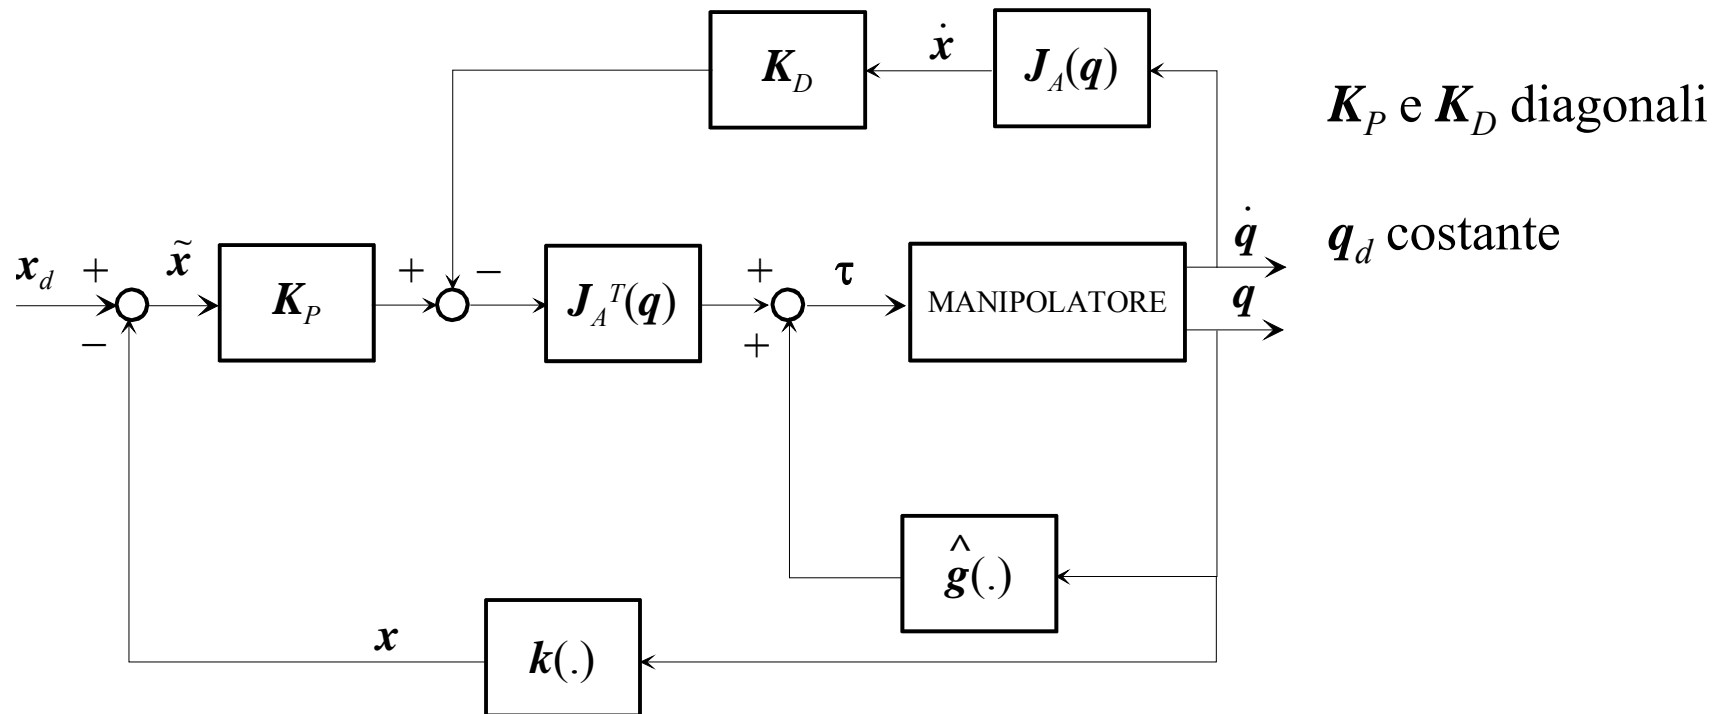 K_D
ẋ
J_A(q)
K_P e K_D diagonali
q_d costante
x_d
+
−
x̃
K_P
+
−
J_A^T(q)
+
+
τ
MANIPOLATORE
q̇
q
ĝ(.)
x
k(.)